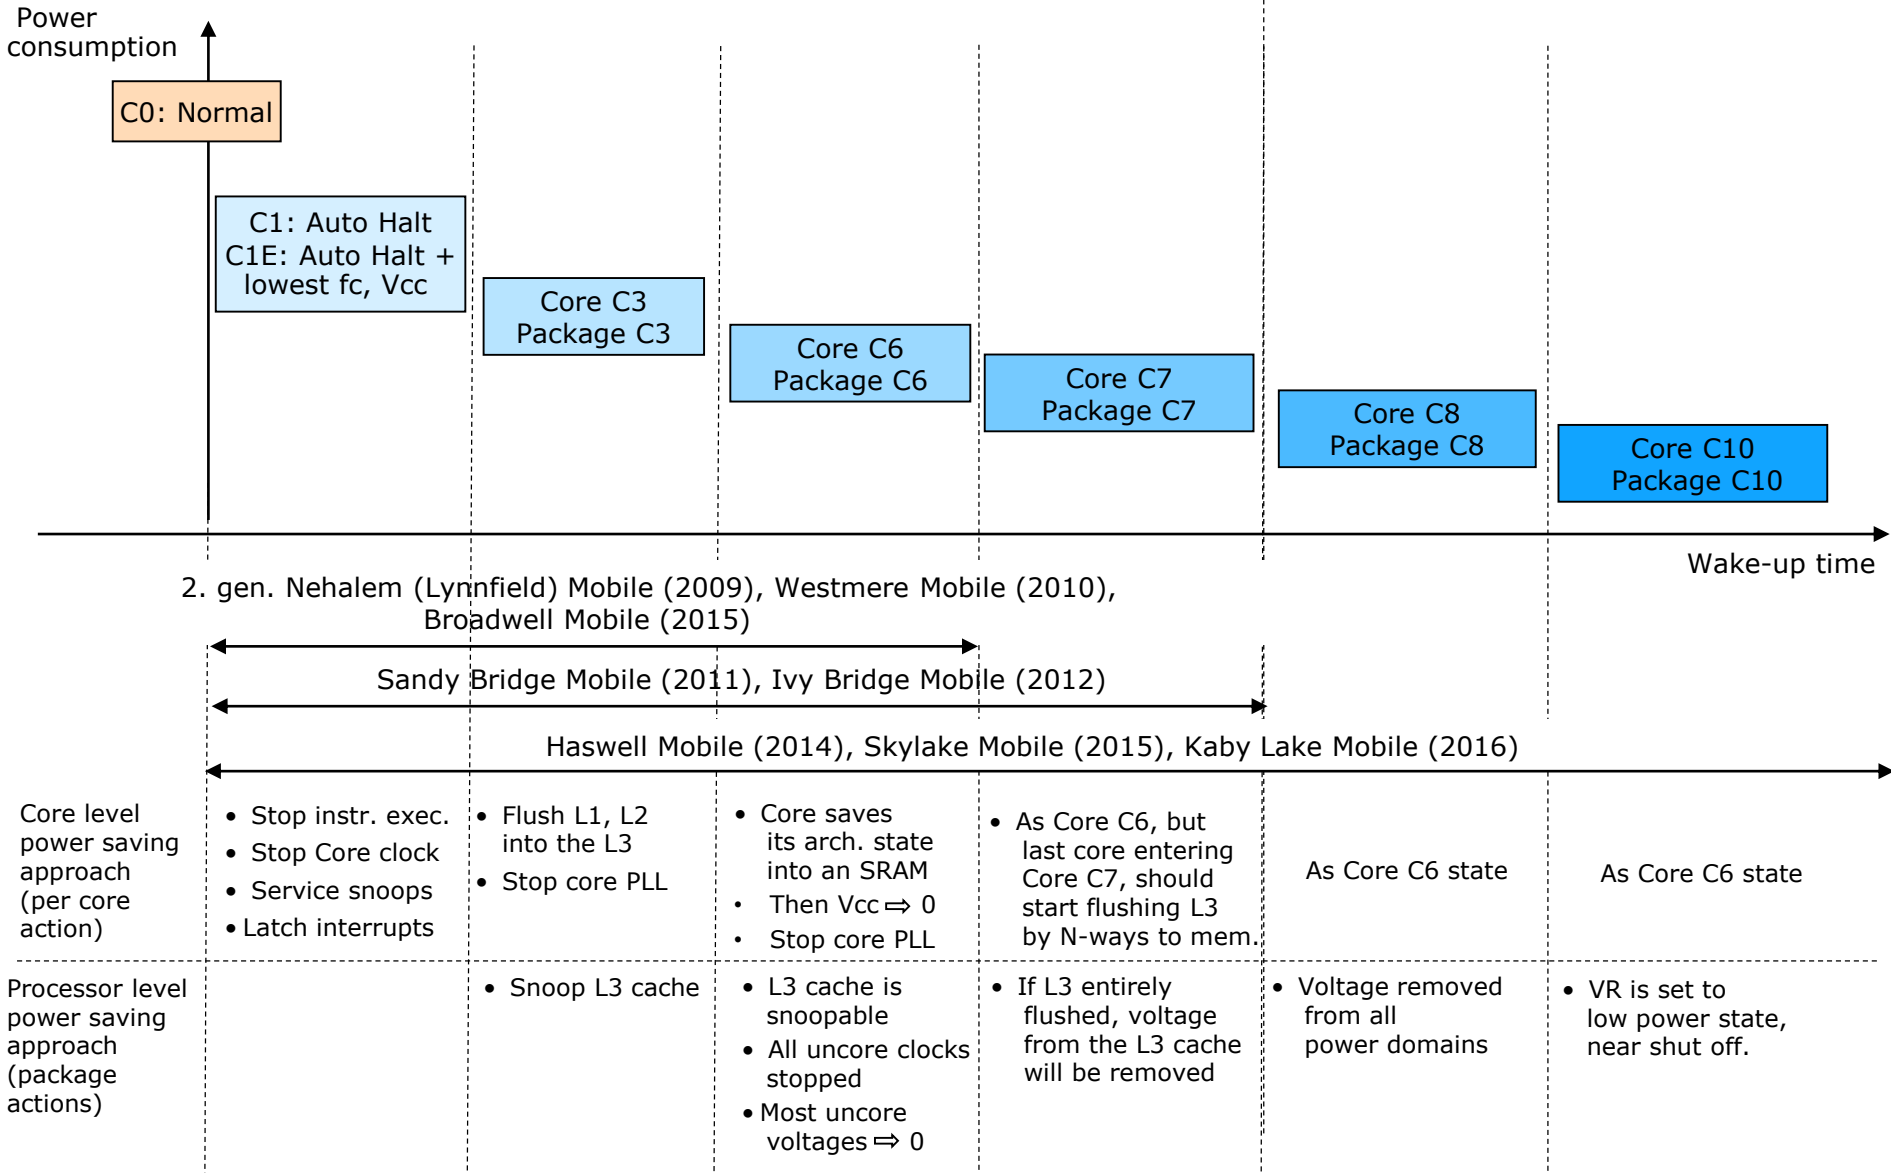 Power
consumption
C0: Normal
C1: Auto Halt
C1E: Auto Halt +
lowest fc, Vcc
Core C3
Package C3
Core C6
Package C6
Core C7
Package C7
Core C8
Package C8
Core C10
Package C10
Wake-up time
2. gen. Nehalem (Lynnfield) Mobile (2009), Westmere Mobile (2010),
Broadwell Mobile (2015)
Sandy Bridge Mobile (2011), Ivy Bridge Mobile (2012)
Haswell Mobile (2014), Skylake Mobile (2015), Kaby Lake Mobile (2016)
Core level
power saving
approach
(per core
action)
• Stop instr. exec.
• Stop Core clock
• Service snoops
• Latch interrupts
• Flush L1, L2
into the L3
• Stop core PLL
• Core saves
its arch. state
into an SRAM
• Then Vcc ⇨ 0
• Stop core PLL
• As Core C6, but
last core entering
Core C7, should
start flushing L3
by N-ways to mem.
As Core C6 state
As Core C6 state
Processor level
power saving
approach
(package
actions)
• Snoop L3 cache
• L3 cache is
snoopable
• All uncore clocks
stopped
• Most uncore
voltages ⇨ 0
• If L3 entirely
flushed, voltage
from the L3 cache
will be removed
• Voltage removed
from all
power domains
• VR is set to
low power state,
near shut off.